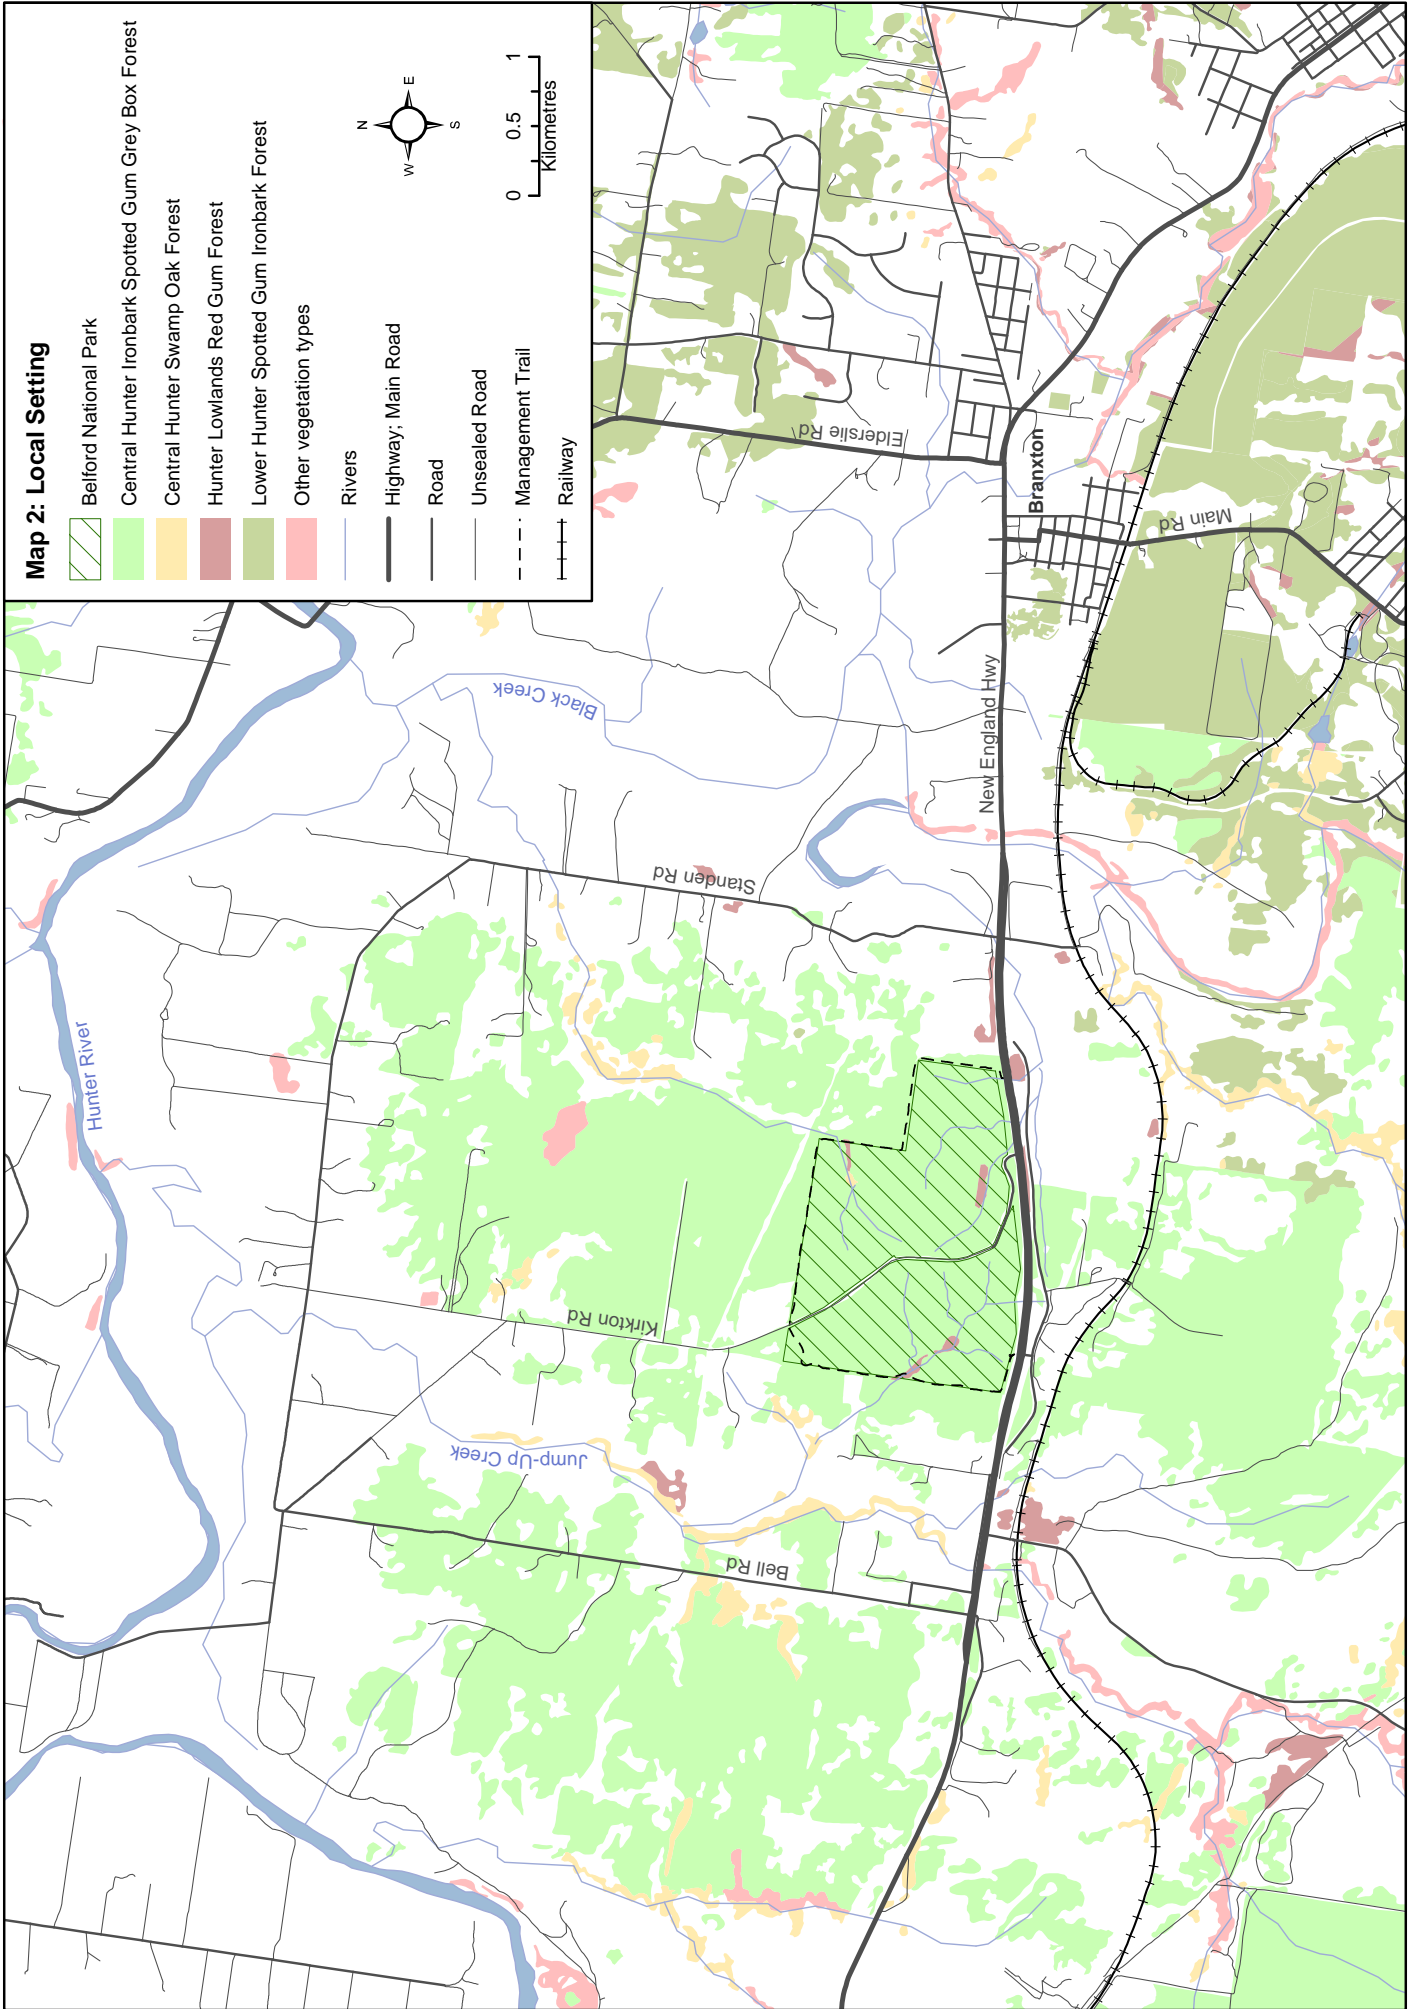 Map 2: Local Setting
Belford National Park
Central Hunter Ironbark Spotted Gum Grey Box Forest
Central Hunter Swamp Oak Forest
Hunter Lowlands Red Gum Forest
Lower Hunter Spotted Gum Ironbark Forest
Other vegetation types
Rivers
Highway; Main Road
Road
Unsealed Road
Management Trail
Railway
N
W
E
S
0 0.5 1
Kilometres
Hunter River
Black Creek
Standen Rd
Elderslie Rd
Kirkton Rd
Jump-Up Creek
Bell Rd
New England Hwy
Branxton
Main Rd